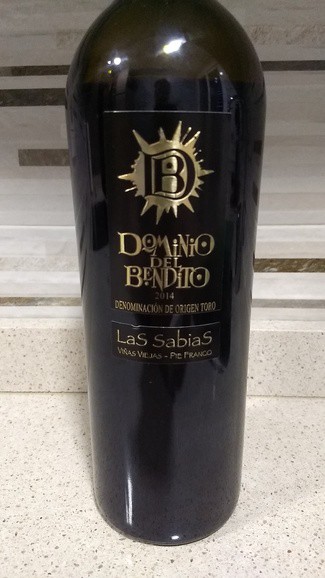 DB
DOMINIO
DEL
BENDITO
2014
DENOMINACIÓN DE ORIGEN TORO
LaS SabiaS
VIÑAS VIEJAS - PIE FRANCO